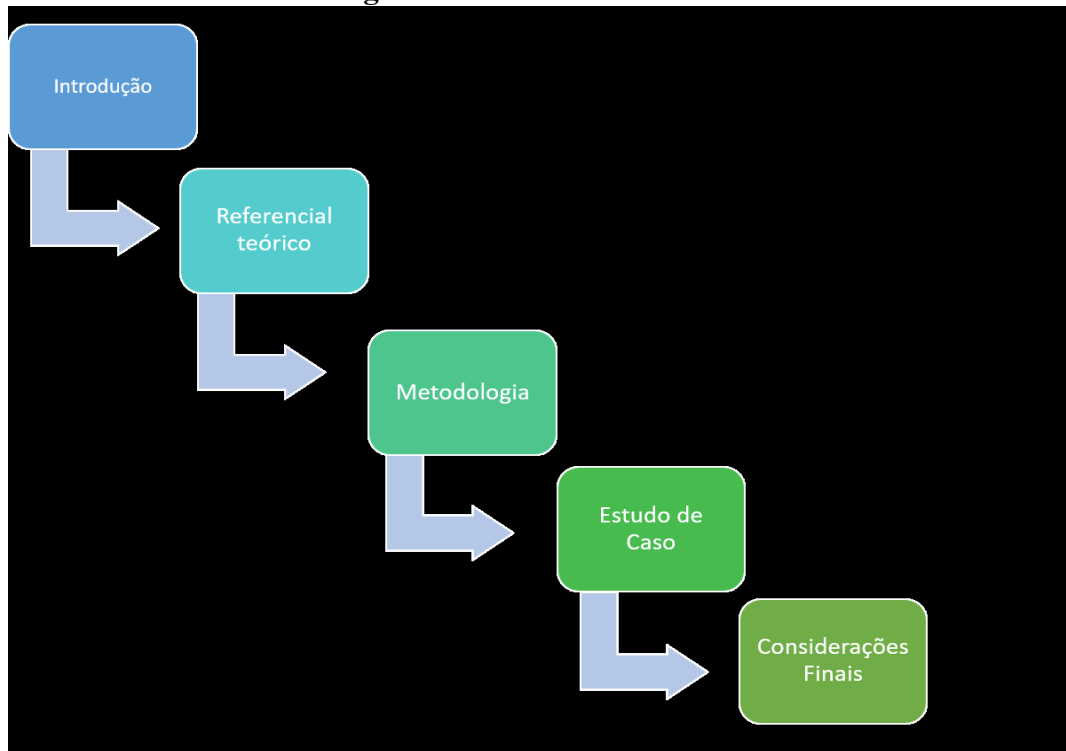 Introdução
Referencial
teórico
Metodologia
Estudo de
Caso
Considerações
Finais